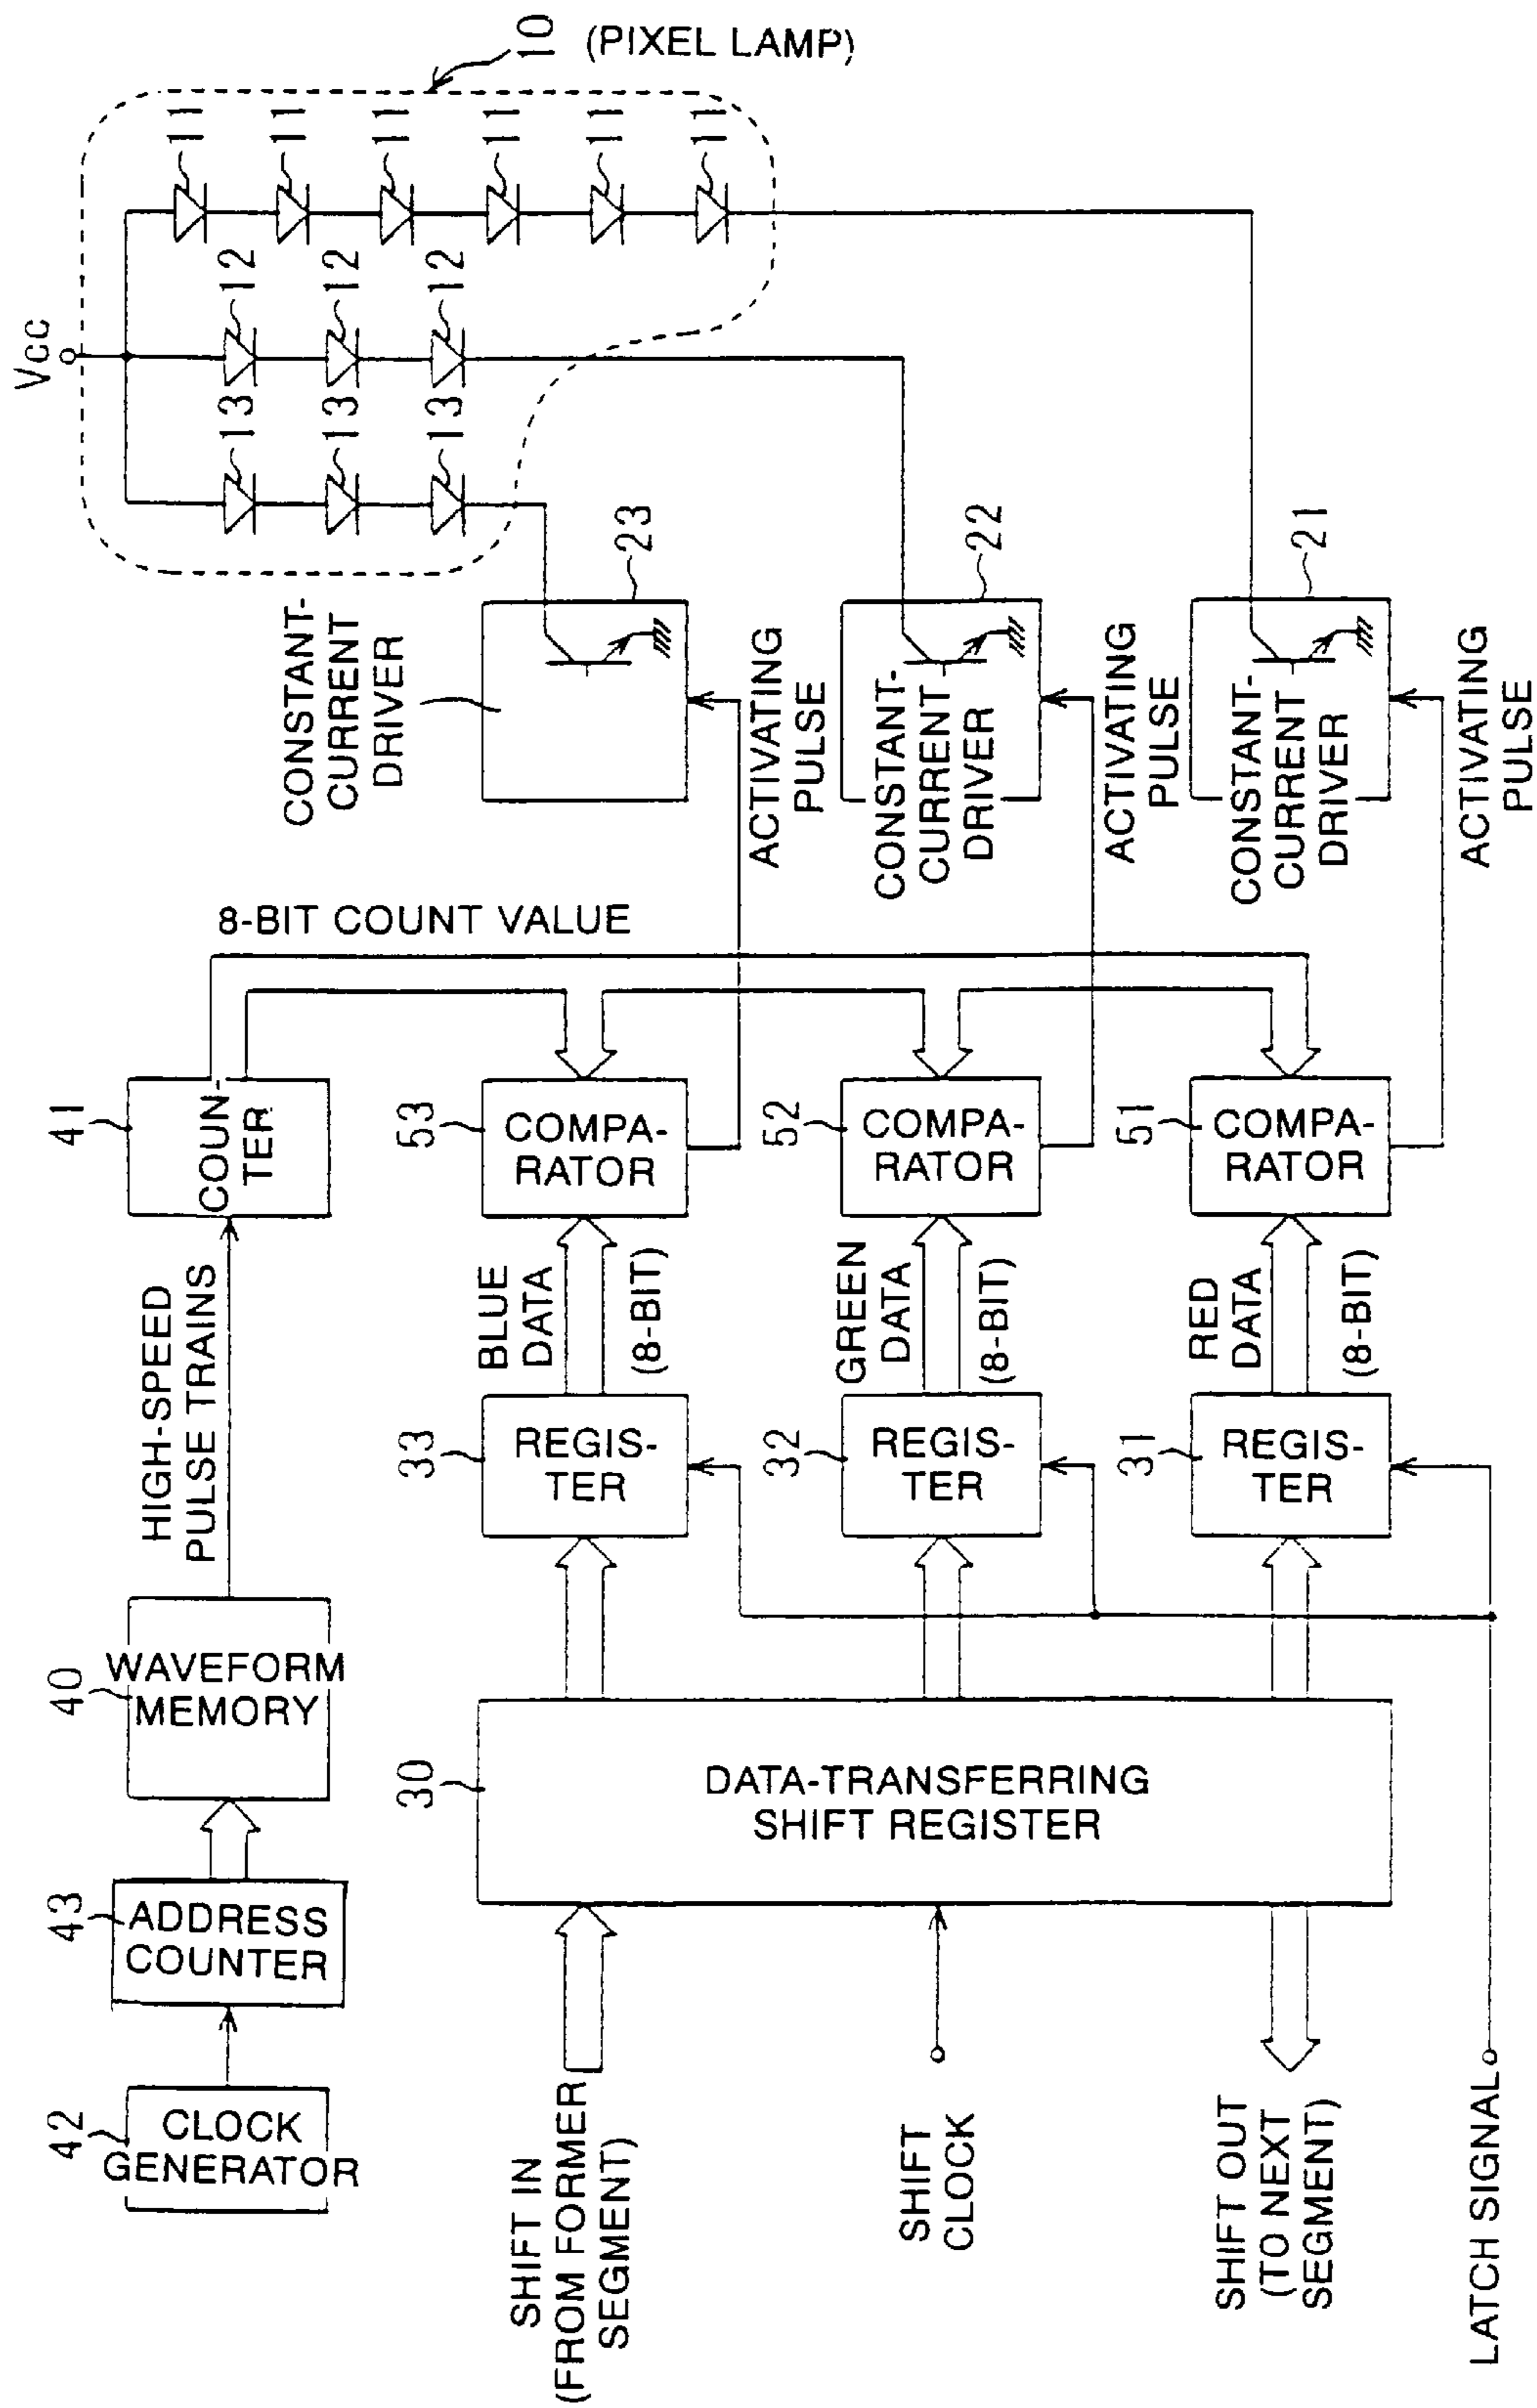 42
CLOCK
GENERATOR
43
ADDRESS
COUNTER
40
WAVEFORM
MEMORY
HIGH-SPEED
PULSE TRAINS
41
COUN-
TER
8-BIT COUNT VALUE
Vcc
10 (PIXEL LAMP)
11
11
11
11
11
11
12
12
12
13
13
13
SHIFT IN
(FROM FORMER
SEGMENT)
SHIFT
CLOCK
SHIFT OUT
(TO NEXT
SEGMENT)
LATCH SIGNAL
30
DATA-TRANSFERRING
SHIFT REGISTER
33
REGIS-
TER
BLUE
DATA
(8-BIT)
53
COMPA-
RATOR
CONSTANT-
CURRENT
DRIVER
23
ACTIVATING
PULSE
32
REGIS-
TER
GREEN
DATA
(8-BIT)
52
COMPA-
RATOR
CONSTANT-
CURRENT
DRIVER
22
ACTIVATING
PULSE
31
REGIS-
TER
RED
DATA
(8-BIT)
51
COMPA-
RATOR
CONSTANT-
CURRENT
DRIVER
21
ACTIVATING
PULSE